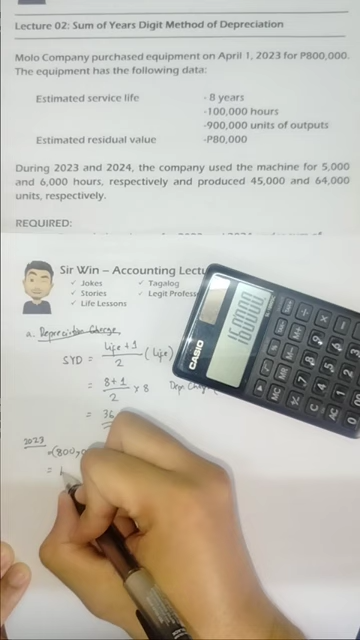 Lecture 02: Sum of Years Digit Method of Depreciation
Molo Company purchased equipment on April 1, 2023 for P800,000.
The equipment has the following data:
Estimated service life - 8 years
-100,000 hours
-900,000 units of outputs
Estimated residual value -P80,000
During 2023 and 2024, the company used the machine for 5,000
and 6,000 hours, respectively and produced 45,000 and 64,000
units, respectively.
REQUIRED:
Sir Win – Accounting Lectu
✓ Jokes ✓ Tagalog
✓ Stories ✓ Legit Profess
✓ Life Lessons
CASIO
a. Depreciation Charge,
SYD = Life + 1 / 2 (Life)
= 8+1 / 2 x 8 Depn Charge
= 36
2023
= (800,0
=